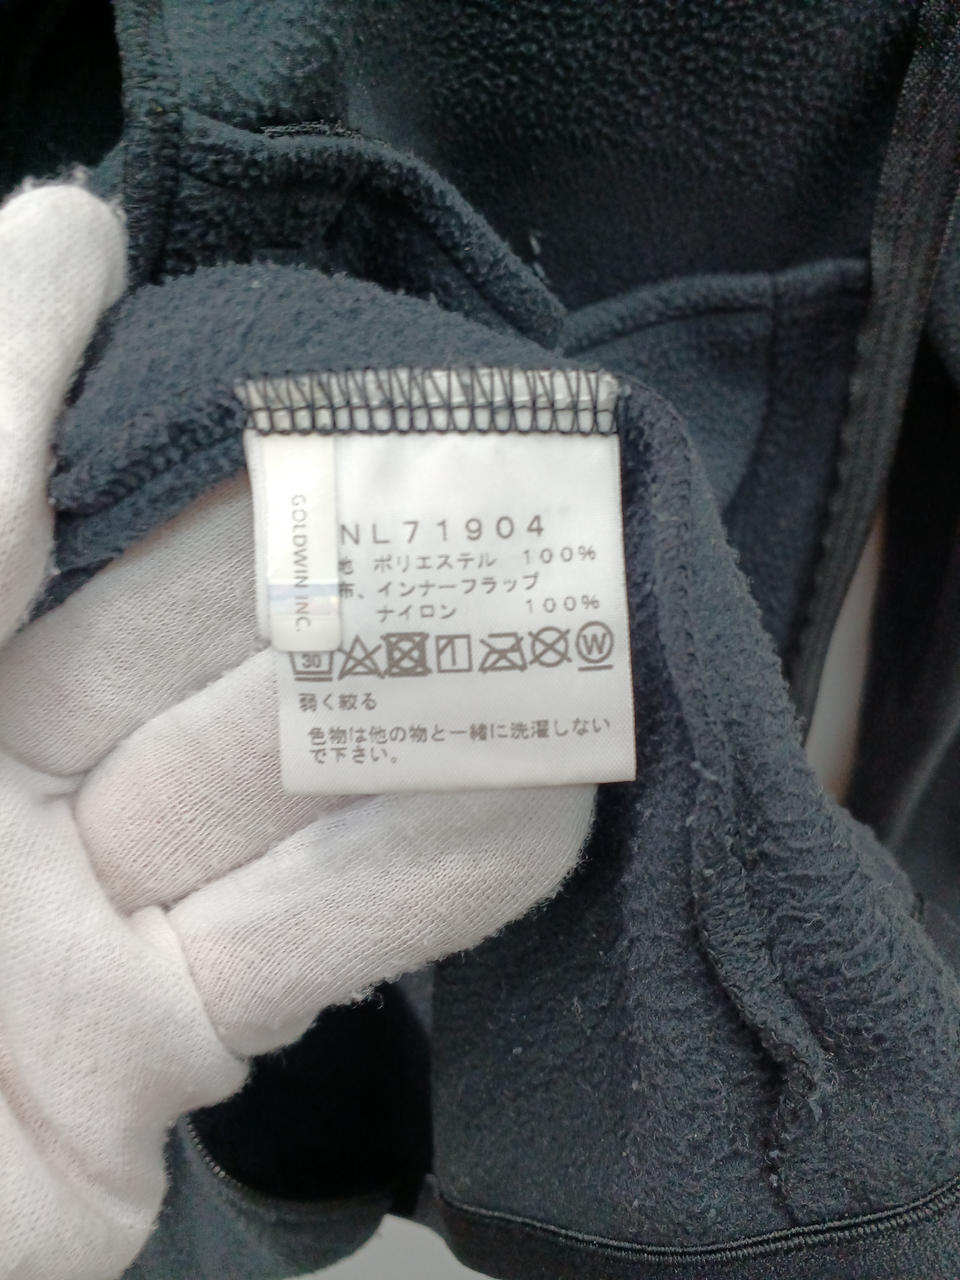 GOLDWIN INC.
NL71904
地 ポリエステル 100%
布、インナーフラップ
ナイロン 100%
30
W
弱く絞る
色物は他の物と一緒に洗濯しない
で下さい。